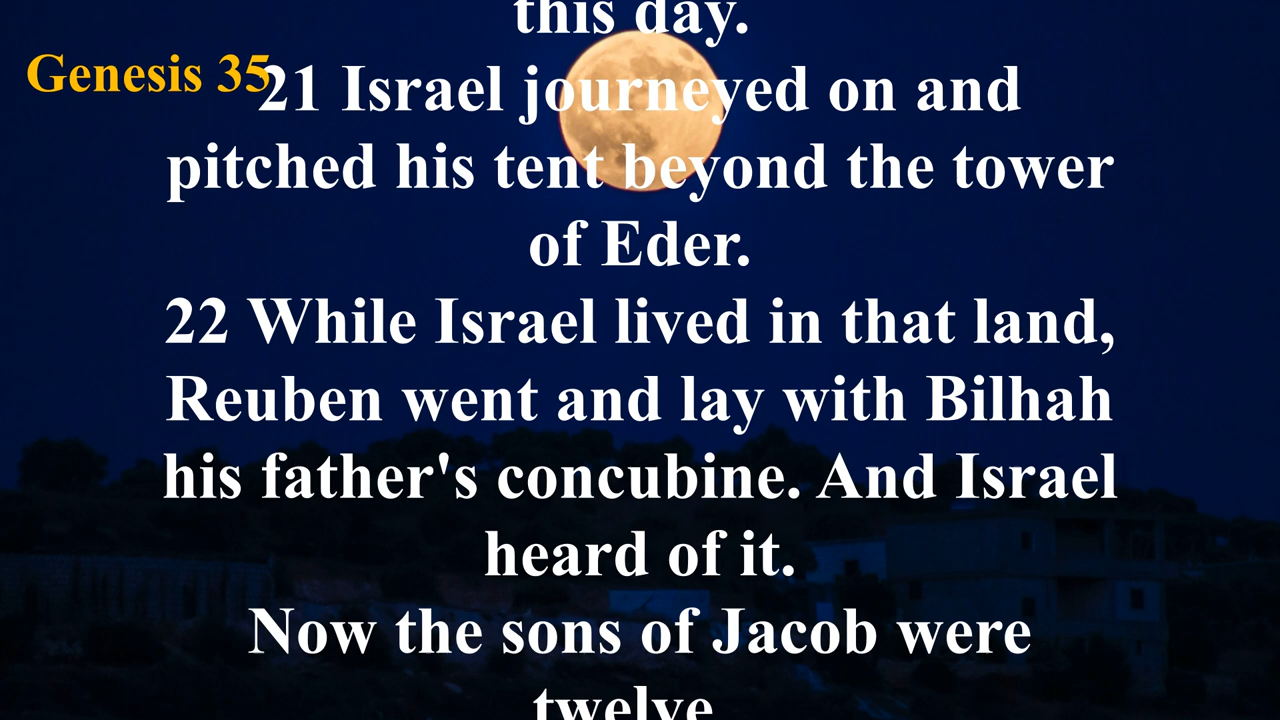 this day.
Genesis 35
21 Israel journeyed on and
pitched his tent beyond the tower
of Eder.
22 While Israel lived in that land,
Reuben went and lay with Bilhah
his father's concubine. And Israel
heard of it.
Now the sons of Jacob were
twelve